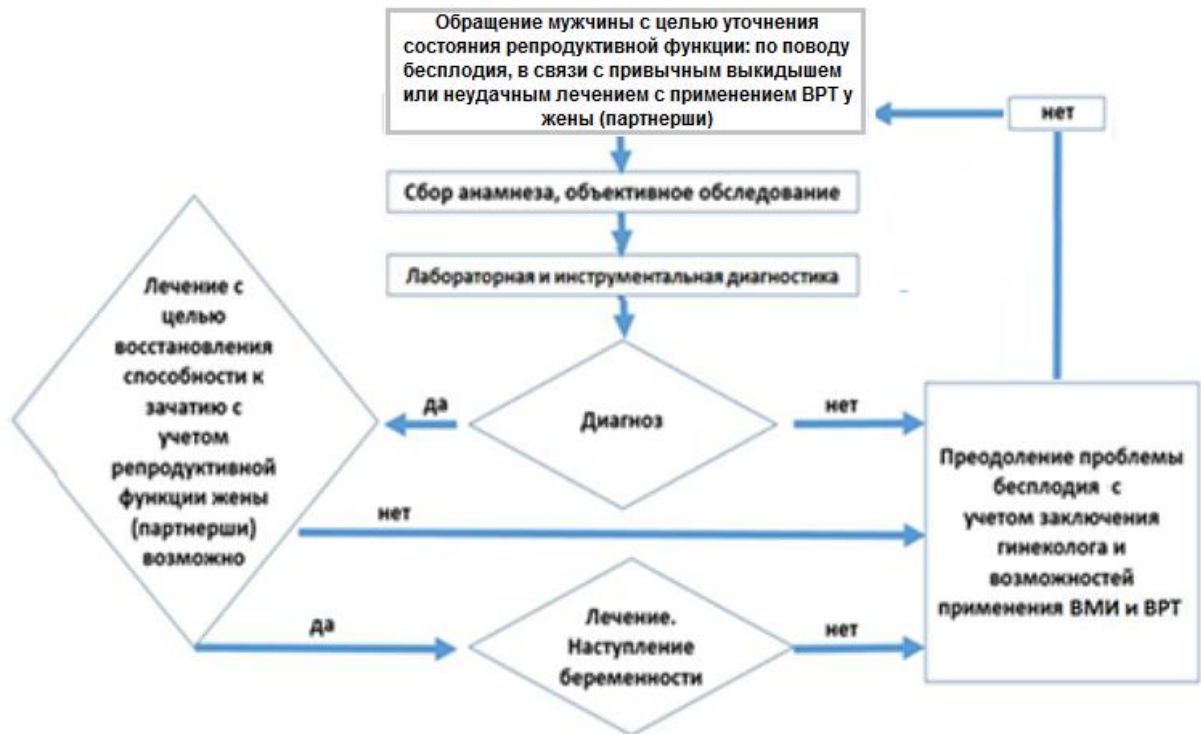 Обращение мужчины с целью уточнения
состояния репродуктивной функции: по поводу
бесплодия, в связи с привычным выкидышем
или неудачным лечением с применением ВРТ у
жены (партнерши)
нет
Сбор анамнеза, объективное обследование
Лабораторная и инструментальная диагностика
Лечение с
целью
восстановления
способности к
зачатию с
учетом
репродуктивной
функции жены
(партнерши)
возможно
да
Диагноз
нет
Преодоление проблемы
бесплодия с
учетом заключения
гинеколога и
возможностей
применения ВМИ и ВРТ
нет
да
Лечение.
Наступление
беременности
нет